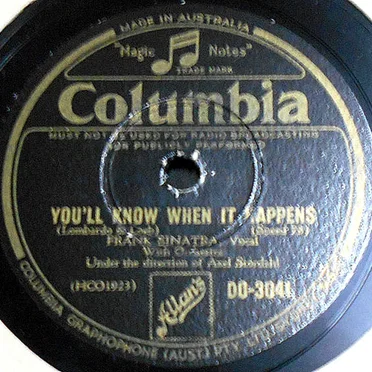 MADE IN AUSTRALIA
"Magic Notes"
TRADE MARK
Columbia
MUST NOT BE USED FOR RADIO BROADCASTING
OR PUBLICLY PERFORMED
YOU'LL KNOW WHEN IT HAPPENS
(Lombardo & Loeb) (Speed 78)
FRANK SINATRA, Vocal
With Orchestra
Under the direction of Axel Stordahl
(HCO1923) DO-3041
Allan's
COLUMBIA GRAPHOPHONE (AUST.) PTY. LTD.